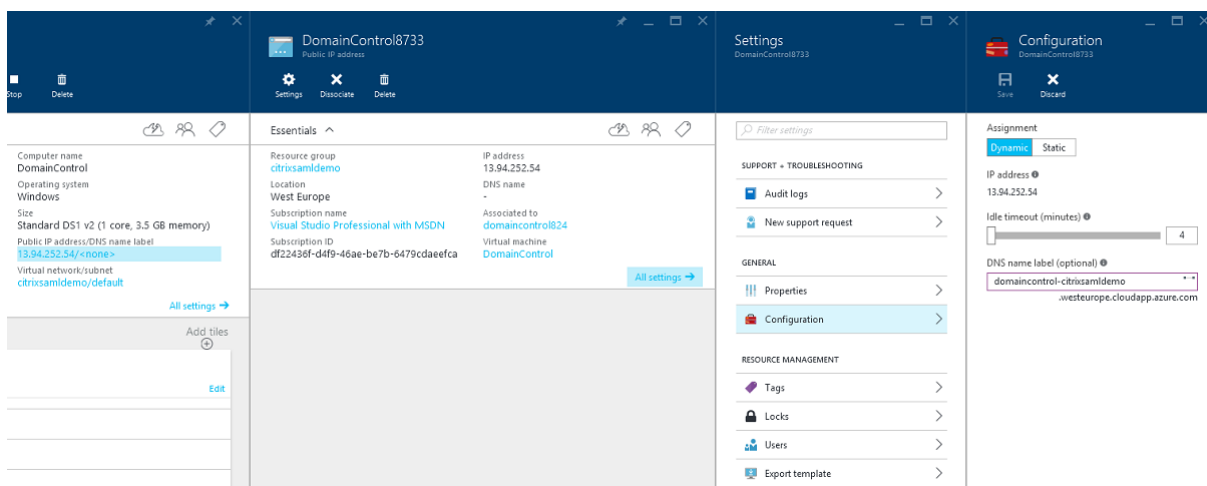 Stop
Delete
Computer name
DomainControl
Operating system
Windows
Size
Standard DS1 v2 (1 core, 3.5 GB memory)
Public IP address/DNS name label
13.94.252.54/<none>
Virtual network/subnet
citrixsamldemo/default
All settings →
Add tiles
Edit
DomainControl8733
Public IP address
Settings
Dissociate
Delete
Essentials
Resource group
citrixsamldemo
Location
West Europe
Subscription name
Visual Studio Professional with MSDN
Subscription ID
df22436f-d4f9-46ae-be7b-6479cdaeefca
IP address
13.94.252.54
DNS name
-
Associated to
domaincontrol824
Virtual machine
DomainControl
All settings →
Settings
DomainControl8733
Filter settings
SUPPORT + TROUBLESHOOTING
Audit logs
New support request
GENERAL
Properties
Configuration
RESOURCE MANAGEMENT
Tags
Locks
Users
Export template
Configuration
DomainControl8733
Save
Discard
Assignment
Dynamic
Static
IP address
13.94.252.54
Idle timeout (minutes)
4
DNS name label (optional)
domaincontrol-citrixsamldemo
.westeurope.cloudapp.azure.com